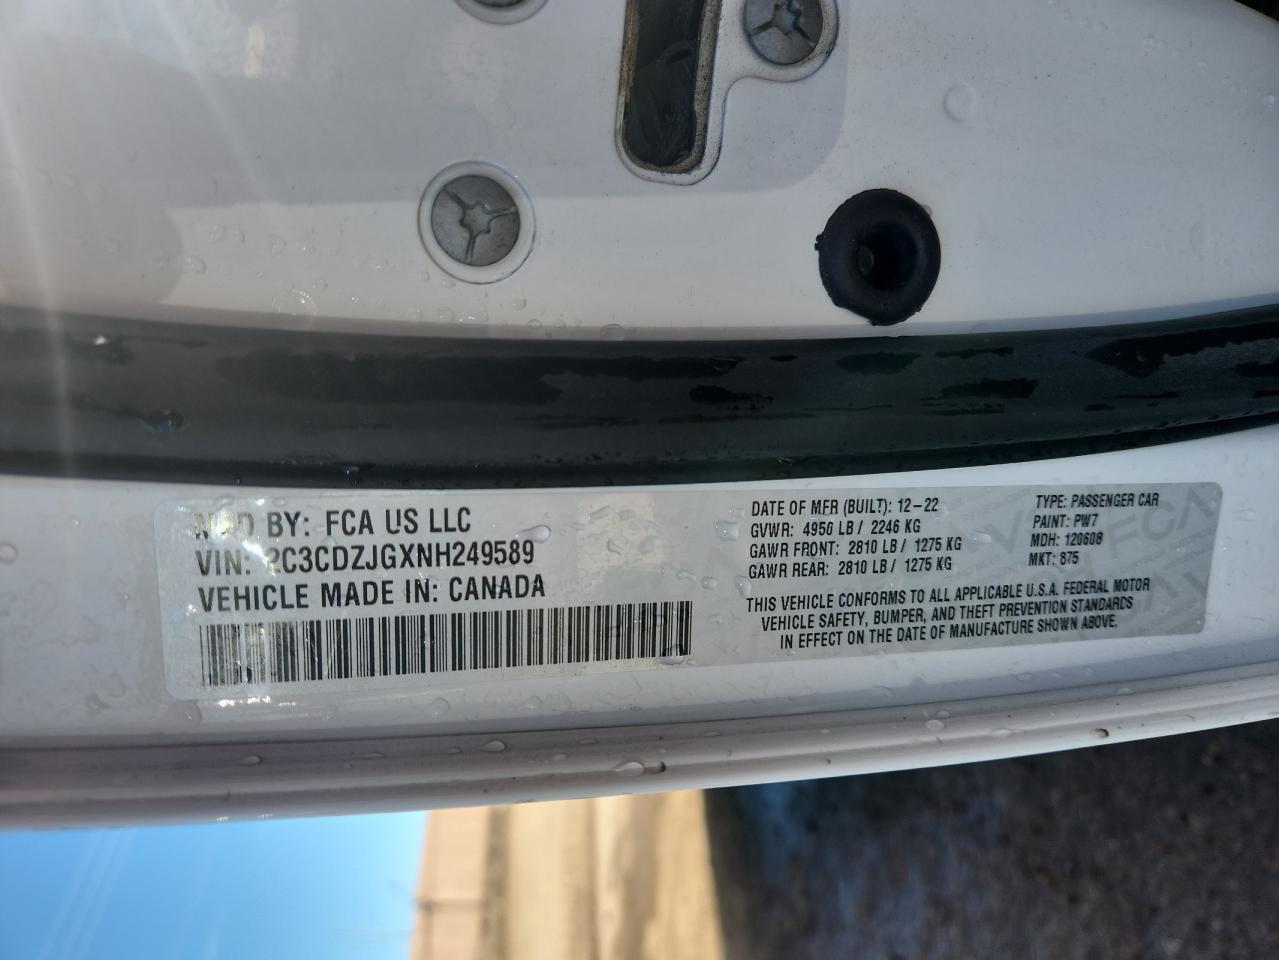 MFD BY: FCA US LLC
VIN: 2C3CDZJGXNH249589
VEHICLE MADE IN: CANADA
DATE OF MFR (BUILT): 12-22
GVWR: 4950 LB / 2246 KG
GAWR FRONT: 2810 LB / 1275 KG
GAWR REAR: 2810 LB / 1275 KG
TYPE: PASSENGER CAR
PAINT: PW7
MDH: 120608
MKT: 875
THIS VEHICLE CONFORMS TO ALL APPLICABLE U.S.A. FEDERAL MOTOR
VEHICLE SAFETY, BUMPER, AND THEFT PREVENTION STANDARDS
IN EFFECT ON THE DATE OF MANUFACTURE SHOWN ABOVE.